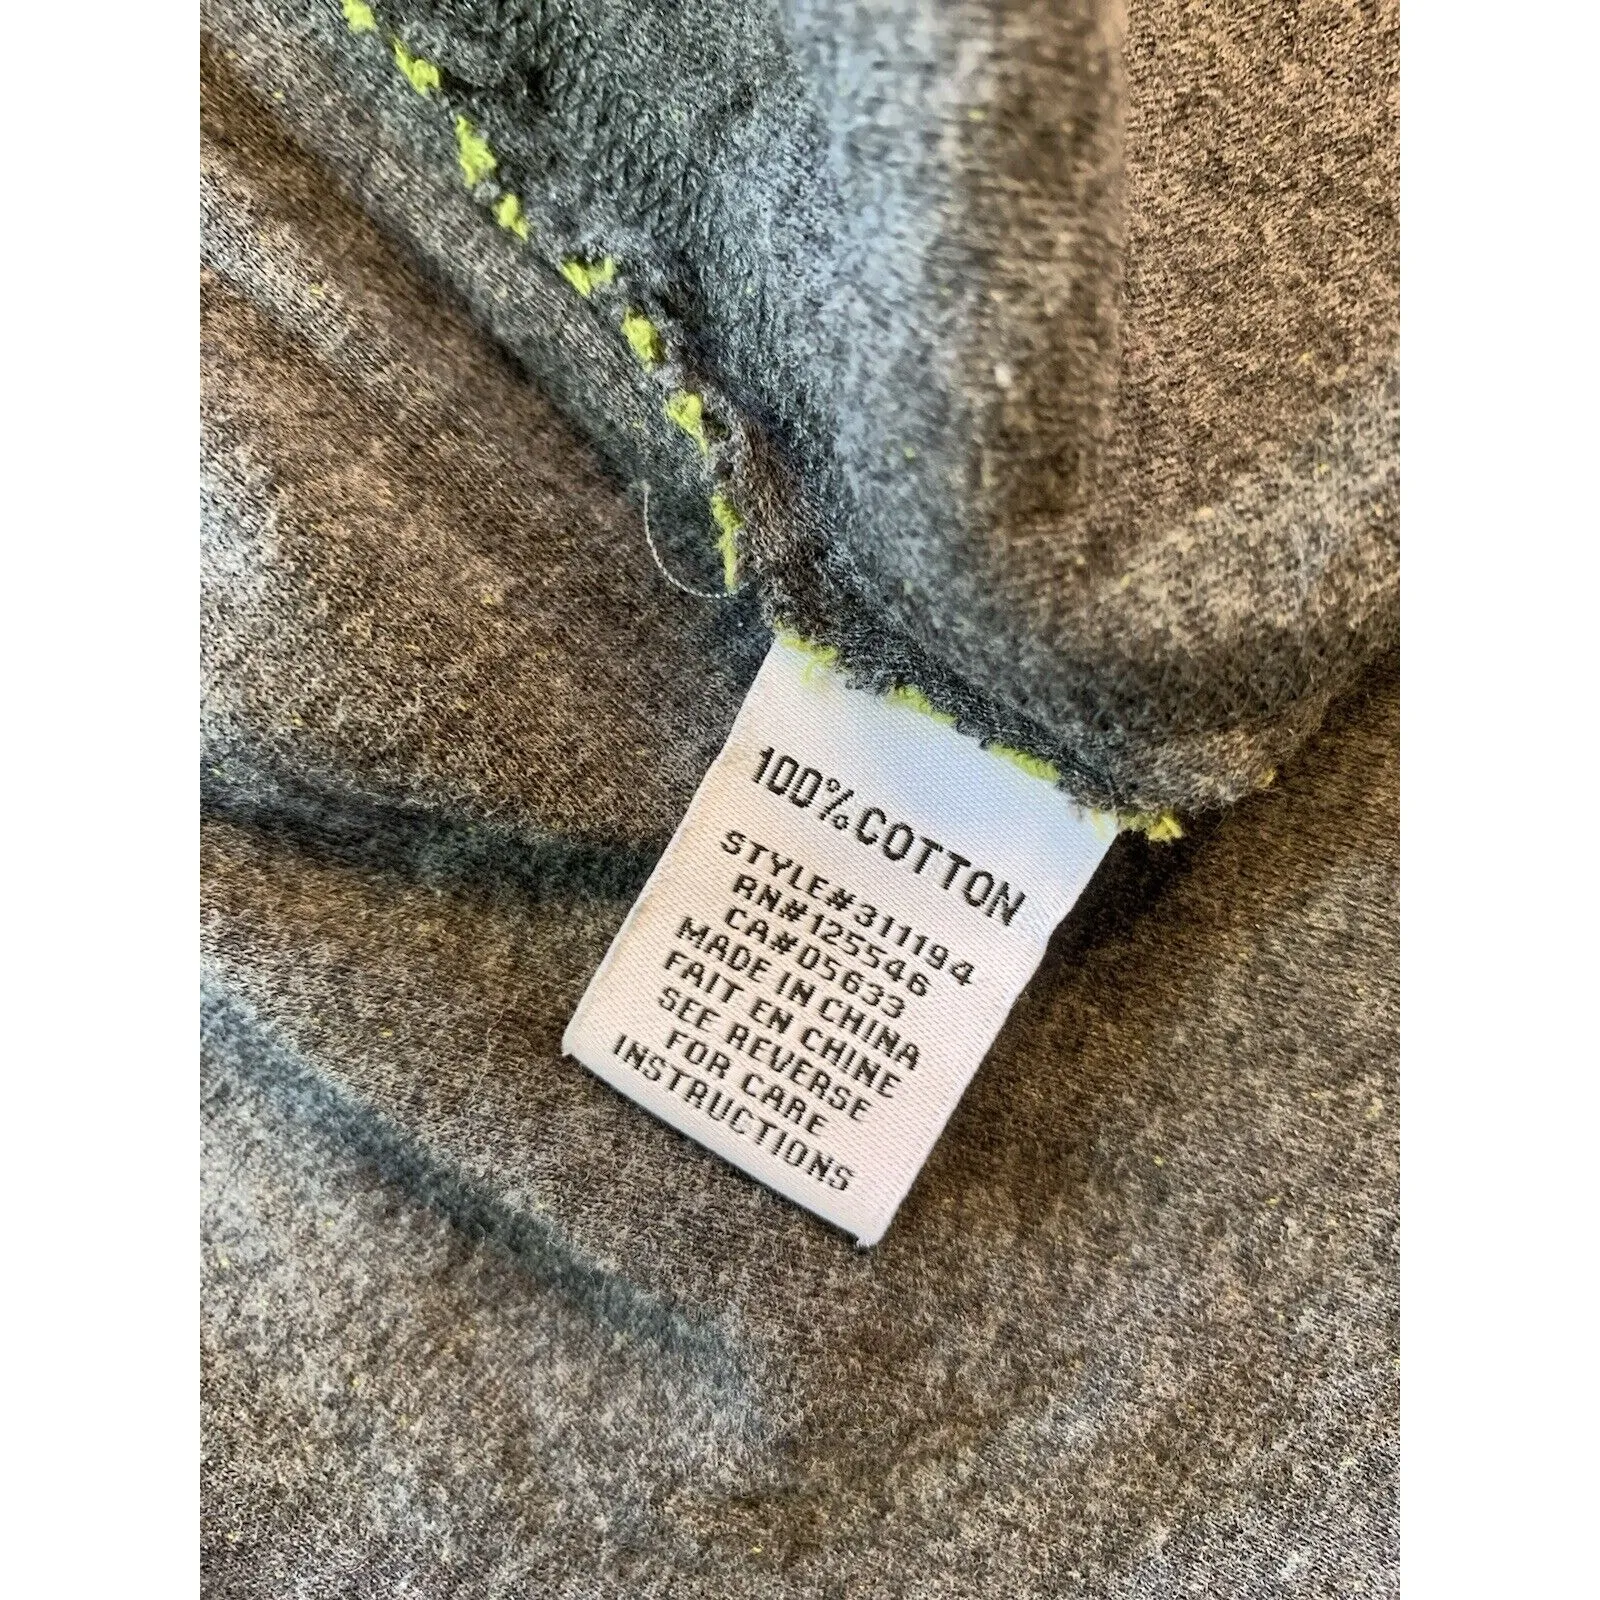 100% COTTON
STYLE#311194
RN#125546
CA#05633
MADE IN CHINA
FAIT EN CHINE
SEE REVERSE
FOR CARE
INSTRUCTIONS